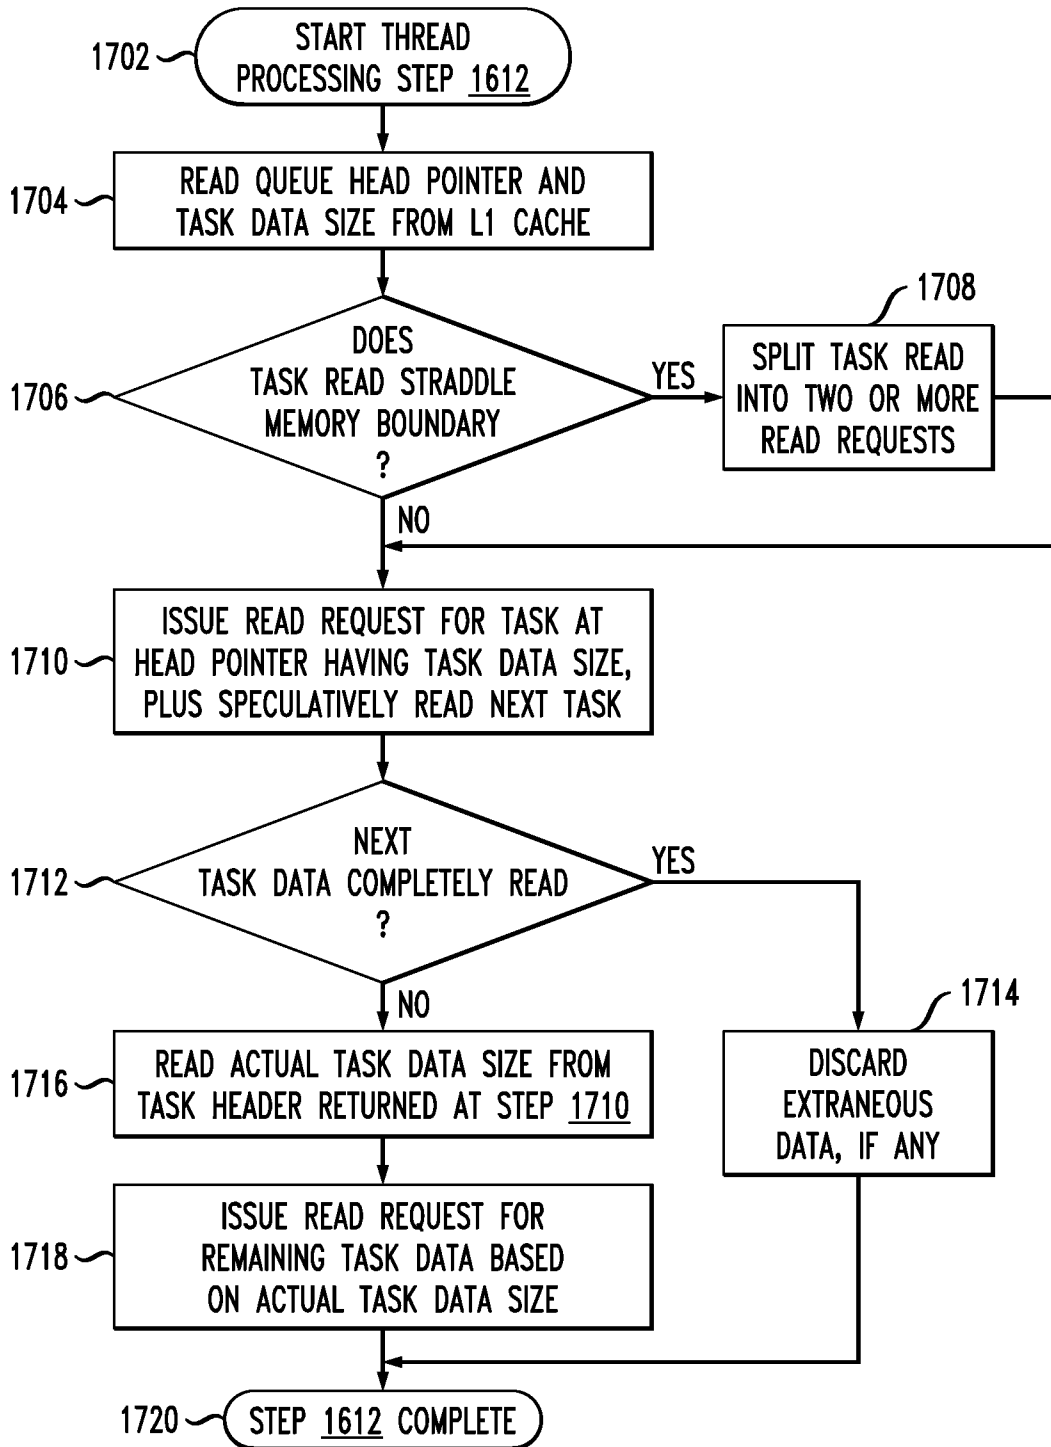 1702
START THREAD
PROCESSING STEP 1612
1704
READ QUEUE HEAD POINTER AND
TASK DATA SIZE FROM L1 CACHE
1706
DOES
TASK READ STRADDLE
MEMORY BOUNDARY
?
YES
1708
SPLIT TASK READ
INTO TWO OR MORE
READ REQUESTS
NO
1710
ISSUE READ REQUEST FOR TASK AT
HEAD POINTER HAVING TASK DATA SIZE,
PLUS SPECULATIVELY READ NEXT TASK
1712
NEXT
TASK DATA COMPLETELY READ
?
YES
NO
1714
DISCARD
EXTRANEOUS
DATA, IF ANY
1716
READ ACTUAL TASK DATA SIZE FROM
TASK HEADER RETURNED AT STEP 1710
1718
ISSUE READ REQUEST FOR
REMAINING TASK DATA BASED
ON ACTUAL TASK DATA SIZE
1720
STEP 1612 COMPLETE